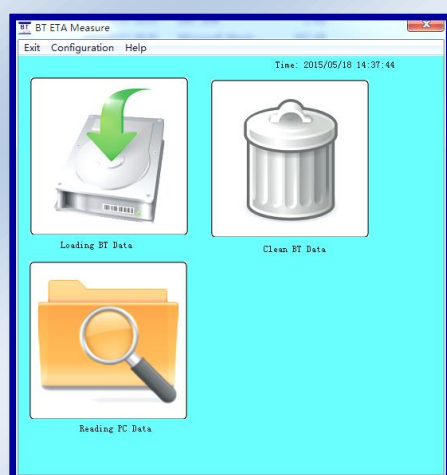 BT BT ETA Measure
Exit Configuration Help
Time: 2015/05/18 14:37:44
Loading BT Data
Clean BT Data
Reading PC Data